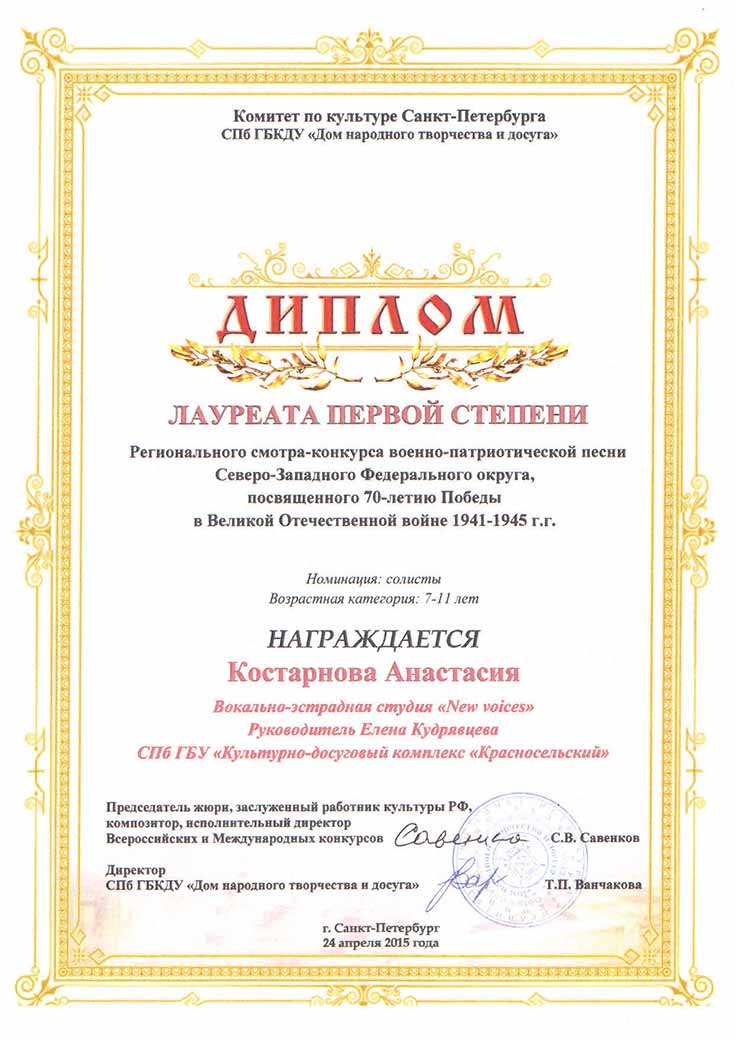 Комитет по культуре Санкт-Петербурга
СПб ГБКДУ «Дом народного творчества и досуга»
ДИПЛОМ
ЛАУРЕАТА ПЕРВОЙ СТЕПЕНИ
Регионального смотра-конкурса военно-патриотической песни
Северо-Западного Федерального округа,
посвященного 70-летию Победы
в Великой Отечественной войне 1941-1945 г.г.
Номинация: солисты
Возрастная категория: 7-11 лет
НАГРАЖДАЕТСЯ
Костарнова Анастасия
Вокально-эстрадная студия «New voices»
Руководитель Елена Кудрявцева
СПб ГБУ «Культурно-досуговый комплекс «Красносельский»
Председатель жюри, заслуженный работник культуры РФ,
композитор, исполнительный директор
Всероссийских и Международных конкурсов Савенко С.В. Савенков
Директор
СПб ГБКДУ «Дом народного творчества и досуга» Т.П. Ванчакова
г. Санкт-Петербург
24 апреля 2015 года